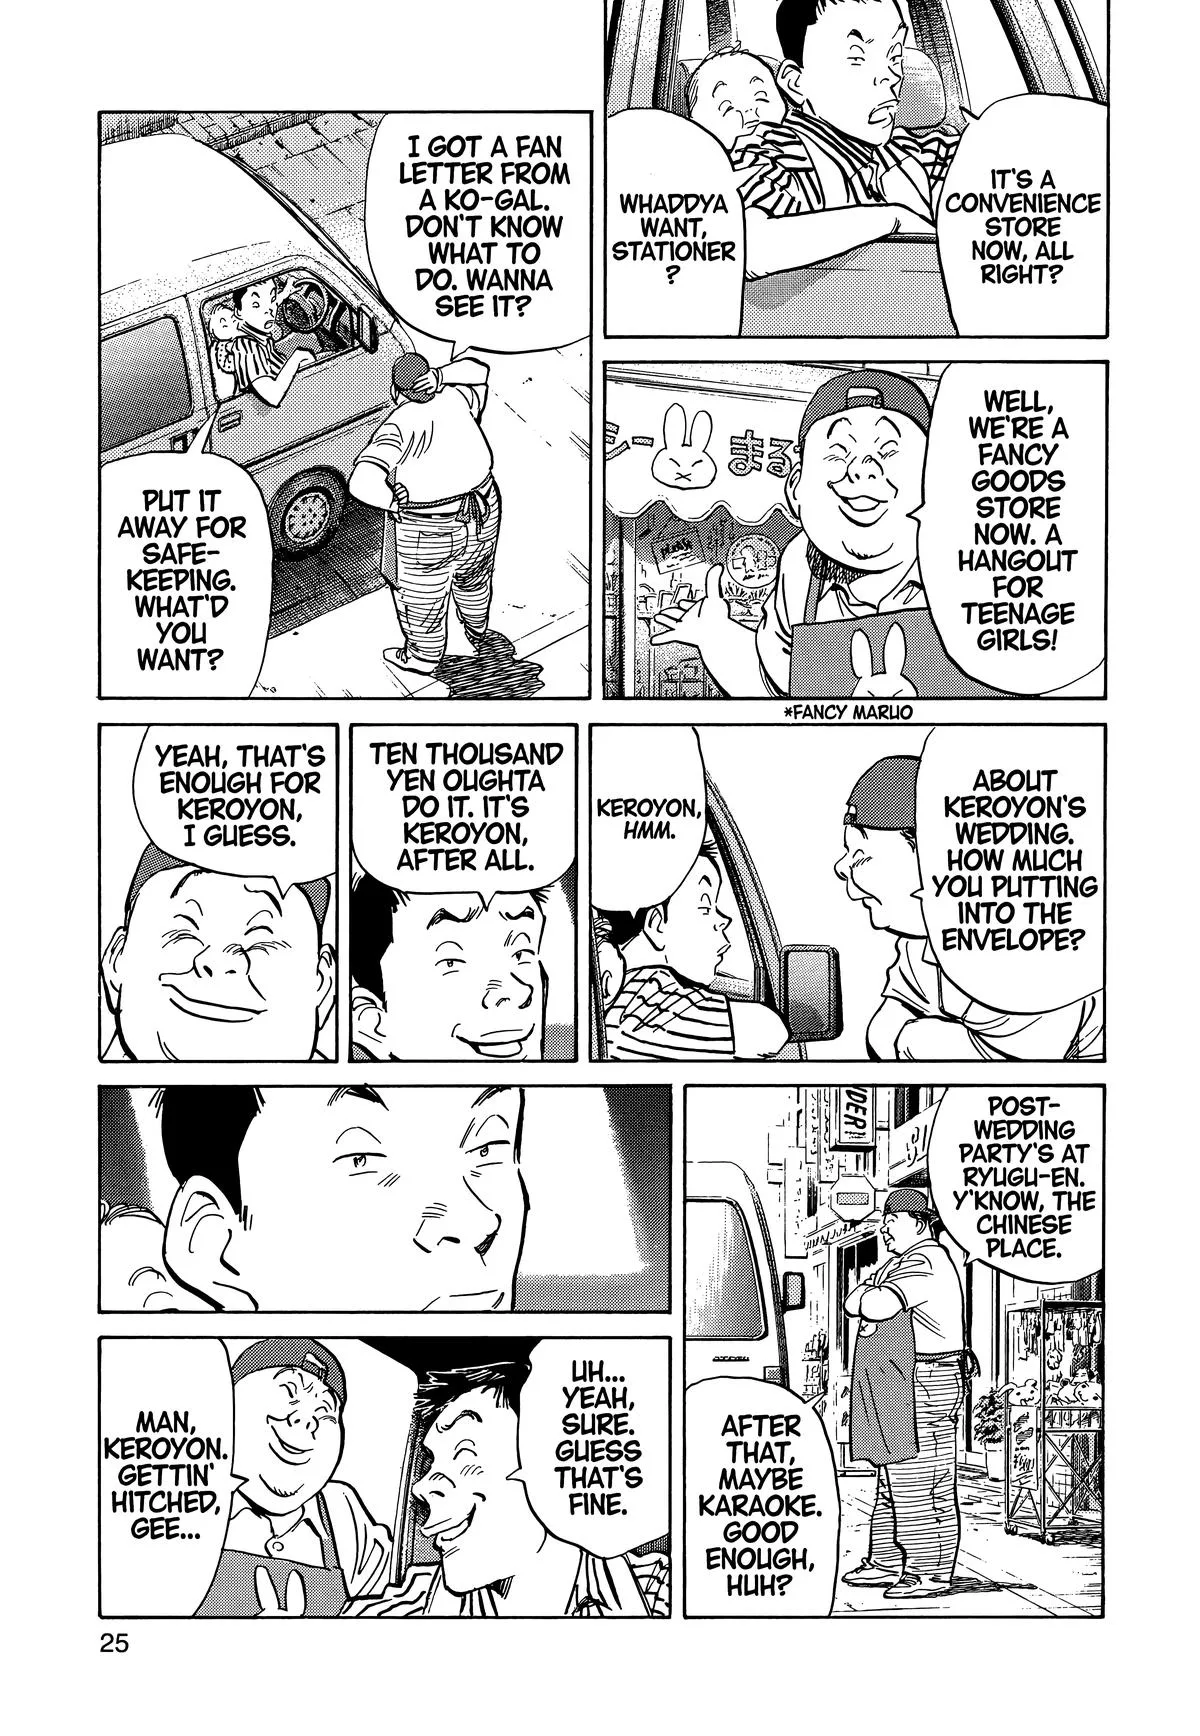 IT'S A
CONVENIENCE
STORE
NOW, ALL
RIGHT?
WHADDYA
WANT,
STATIONER
?
WELL,
WE'RE A
FANCY
GOODS
STORE
NOW. A
HANGOUT
FOR
TEENAGE
GIRLS!
シー まる
*FANCY MARUO
I GOT A FAN
LETTER FROM
A KO-GAL.
DON'T KNOW
WHAT TO
DO. WANNA
SEE IT?
PUT IT
AWAY FOR
SAFE-
KEEPING.
WHAT'D
YOU
WANT?
ABOUT
KEROYON'S
WEDDING.
HOW MUCH
YOU PUTTING
INTO THE
ENVELOPE?
KEROYON,
HMM.
TEN THOUSAND
YEN OUGHTA
DO IT. IT'S
KEROYON,
AFTER ALL.
YEAH, THAT'S
ENOUGH FOR
KEROYON,
I GUESS.
POST-
WEDDING
PARTY'S AT
RYUGU-EN.
Y'KNOW, THE
CHINESE
PLACE.
UDER!
AFTER
THAT,
MAYBE
KARAOKE.
GOOD
ENOUGH,
HUH?
UH...
YEAH,
SURE.
GUESS
THAT'S
FINE.
MAN,
KEROYON.
GETTIN'
HITCHED,
GEE...
25